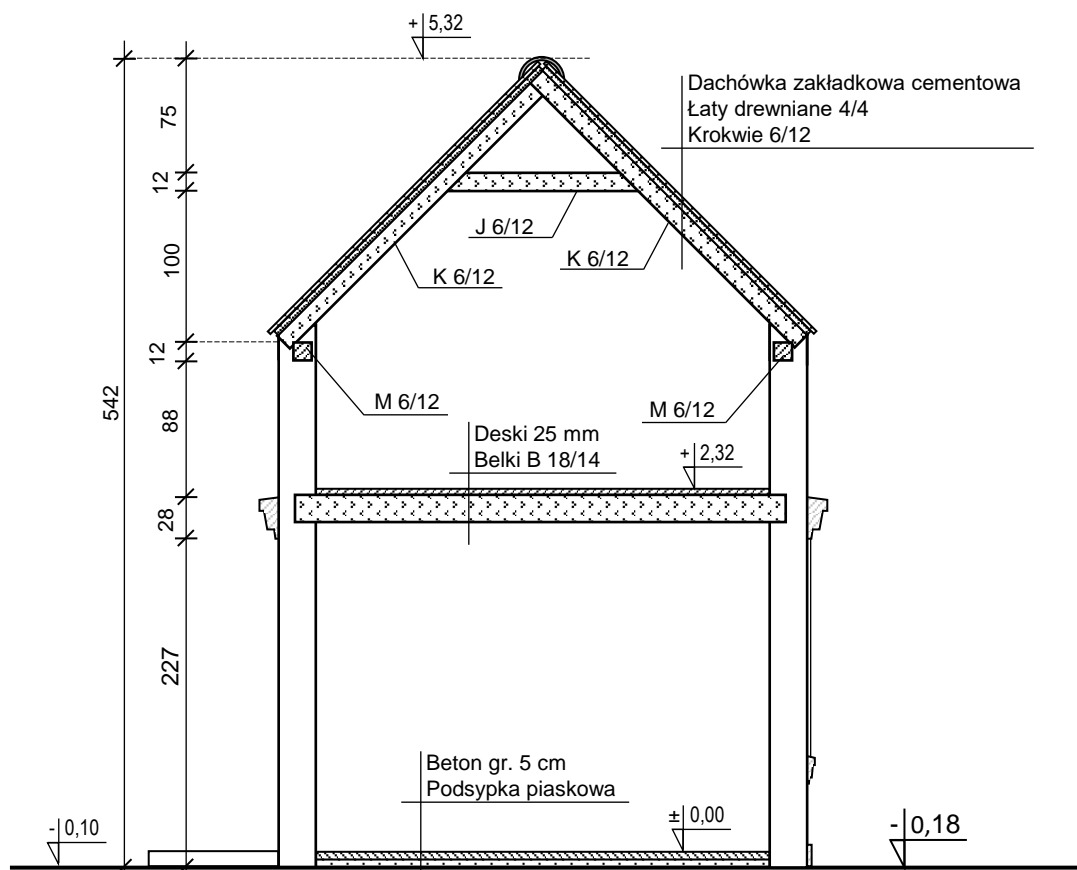 + 5,32
Dachówka zakładkowa cementowa
Łaty drewniane 4/4
Krokwie 6/12
75
12
J 6/12
100
K 6/12
K 6/12
12
542
M 6/12
M 6/12
88
Deski 25 mm
Belki B 18/14
+ 2,32
28
227
Beton gr. 5 cm
Podsypka piaskowa
± 0,00
- 0,10
- 0,18